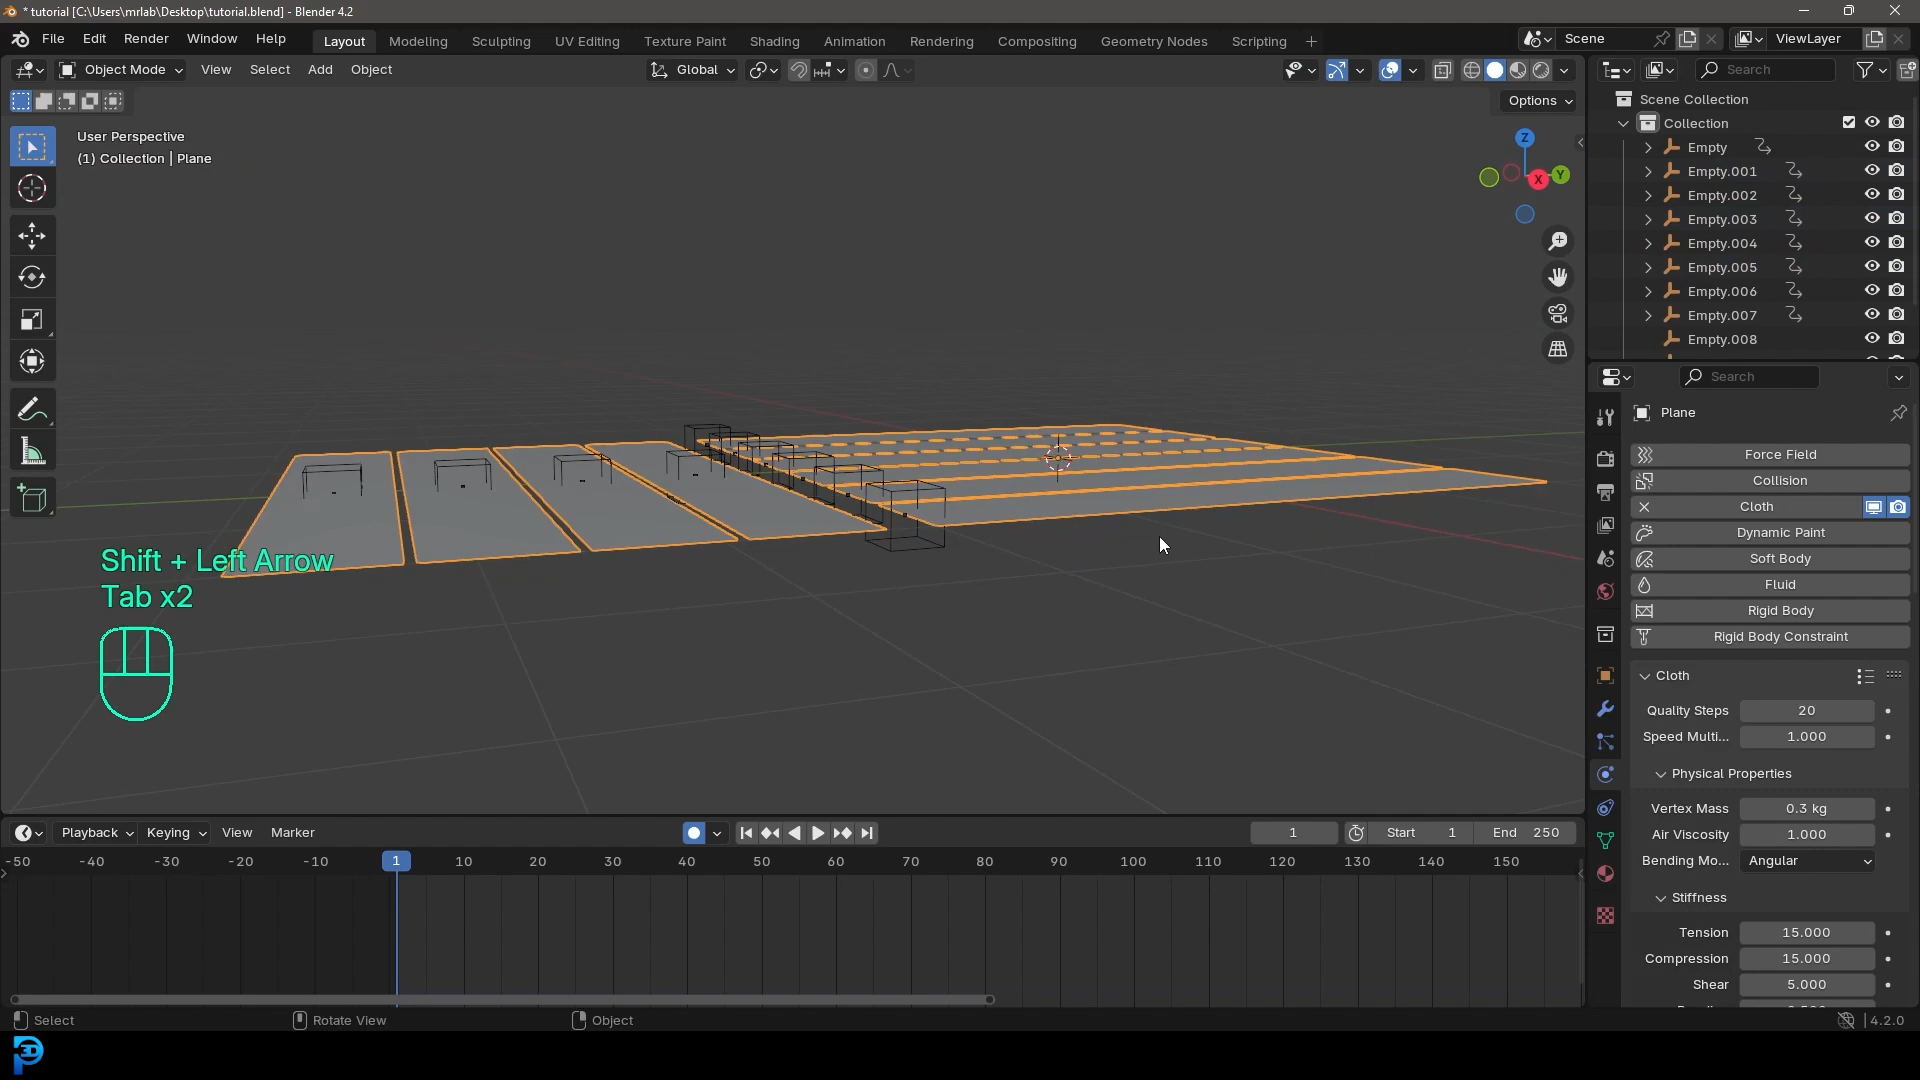 * tutorial [C:\Users\mrlab\Desktop\tutorial.blend] - Blender 4.2
File Edit Render Window Help
Layout Modeling Sculpting UV Editing Texture Paint Shading Animation Rendering Compositing Geometry Nodes Scripting
Scene
ViewLayer
Object Mode View Select Add Object
Global
Search
Options
User Perspective
(1) Collection | Plane
Z
X
Y
Scene Collection
Collection
Empty
Empty.001
Empty.002
Empty.003
Empty.004
Empty.005
Empty.006
Empty.007
Empty.008
Search
Plane
Force Field
Collision
Cloth
Dynamic Paint
Soft Body
Fluid
Rigid Body
Rigid Body Constraint
Cloth
Quality Steps 20
Speed Multi... 1.000
Physical Properties
Vertex Mass 0.3 kg
Air Viscosity 1.000
Bending Mo... Angular
Stiffness
Tension 15.000
Compression 15.000
Shear 5.000
Shift + Left Arrow
Tab x2
Playback Keying View Marker
1
Start 1
End 250
-50 -40 -30 -20 -10 1 10 20 30 40 50 60 70 80 90 100 110 120 130 140 150
Select
Rotate View
Object
4.2.0